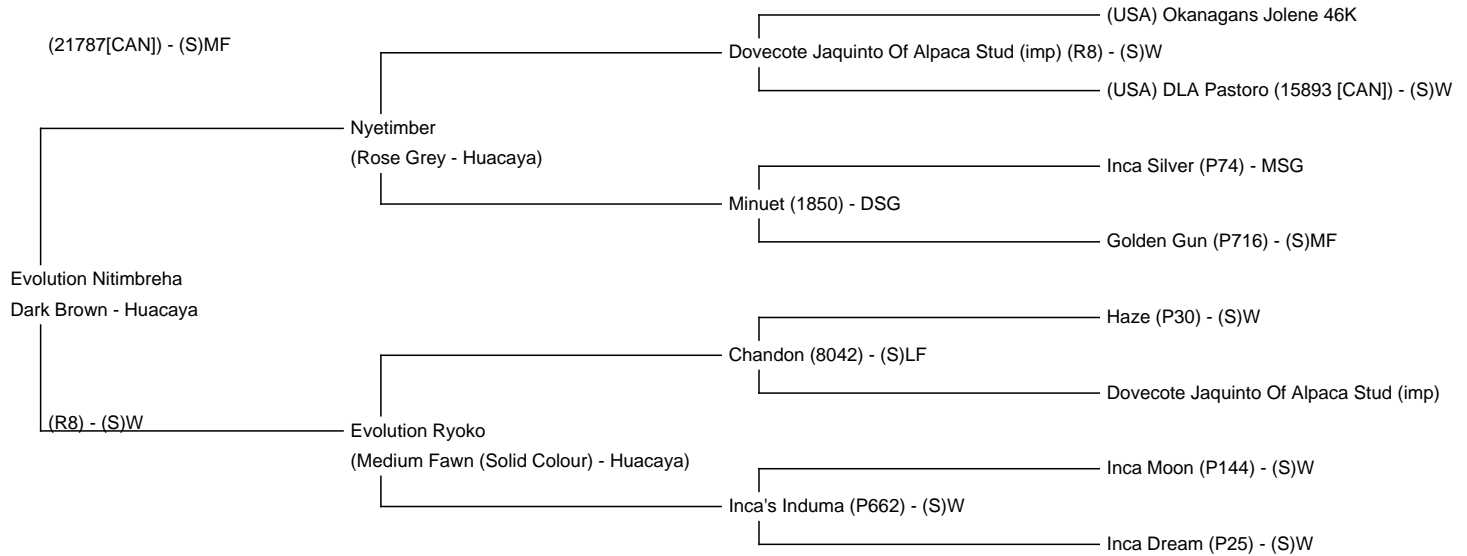 (USA) Okanagans Jolene 46K
(21787[CAN]) - (S)MF
Dovecote Jaquinto Of Alpaca Stud (imp) (R8) - (S)W
(USA) DLA Pastoro (15893 [CAN]) - (S)W
Nyetimber
(Rose Grey - Huacaya)
Inca Silver (P74) - MSG
Minuet (1850) - DSG
Golden Gun (P716) - (S)MF
Evolution Nitimbreha
Dark Brown - Huacaya
Haze (P30) - (S)W
Chandon (8042) - (S)LF
Dovecote Jaquinto Of Alpaca Stud (imp)
(R8) - (S)W
Evolution Ryoko
(Medium Fawn (Solid Colour) - Huacaya)
Inca Moon (P144) - (S)W
Inca's Induma (P662) - (S)W
Inca Dream (P25) - (S)W